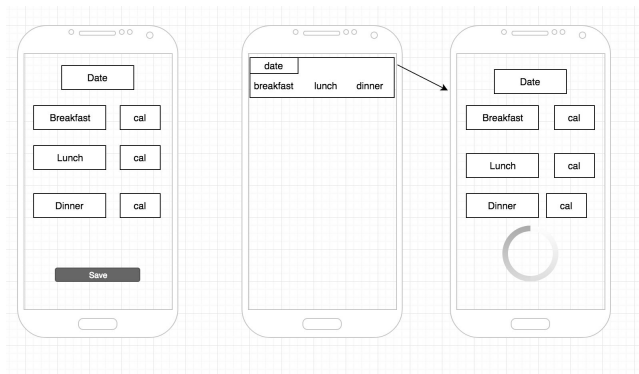 Date
Breakfast cal
Lunch cal
Dinner cal
Save
date
breakfast lunch dinner
Date
Breakfast cal
Lunch cal
Dinner cal